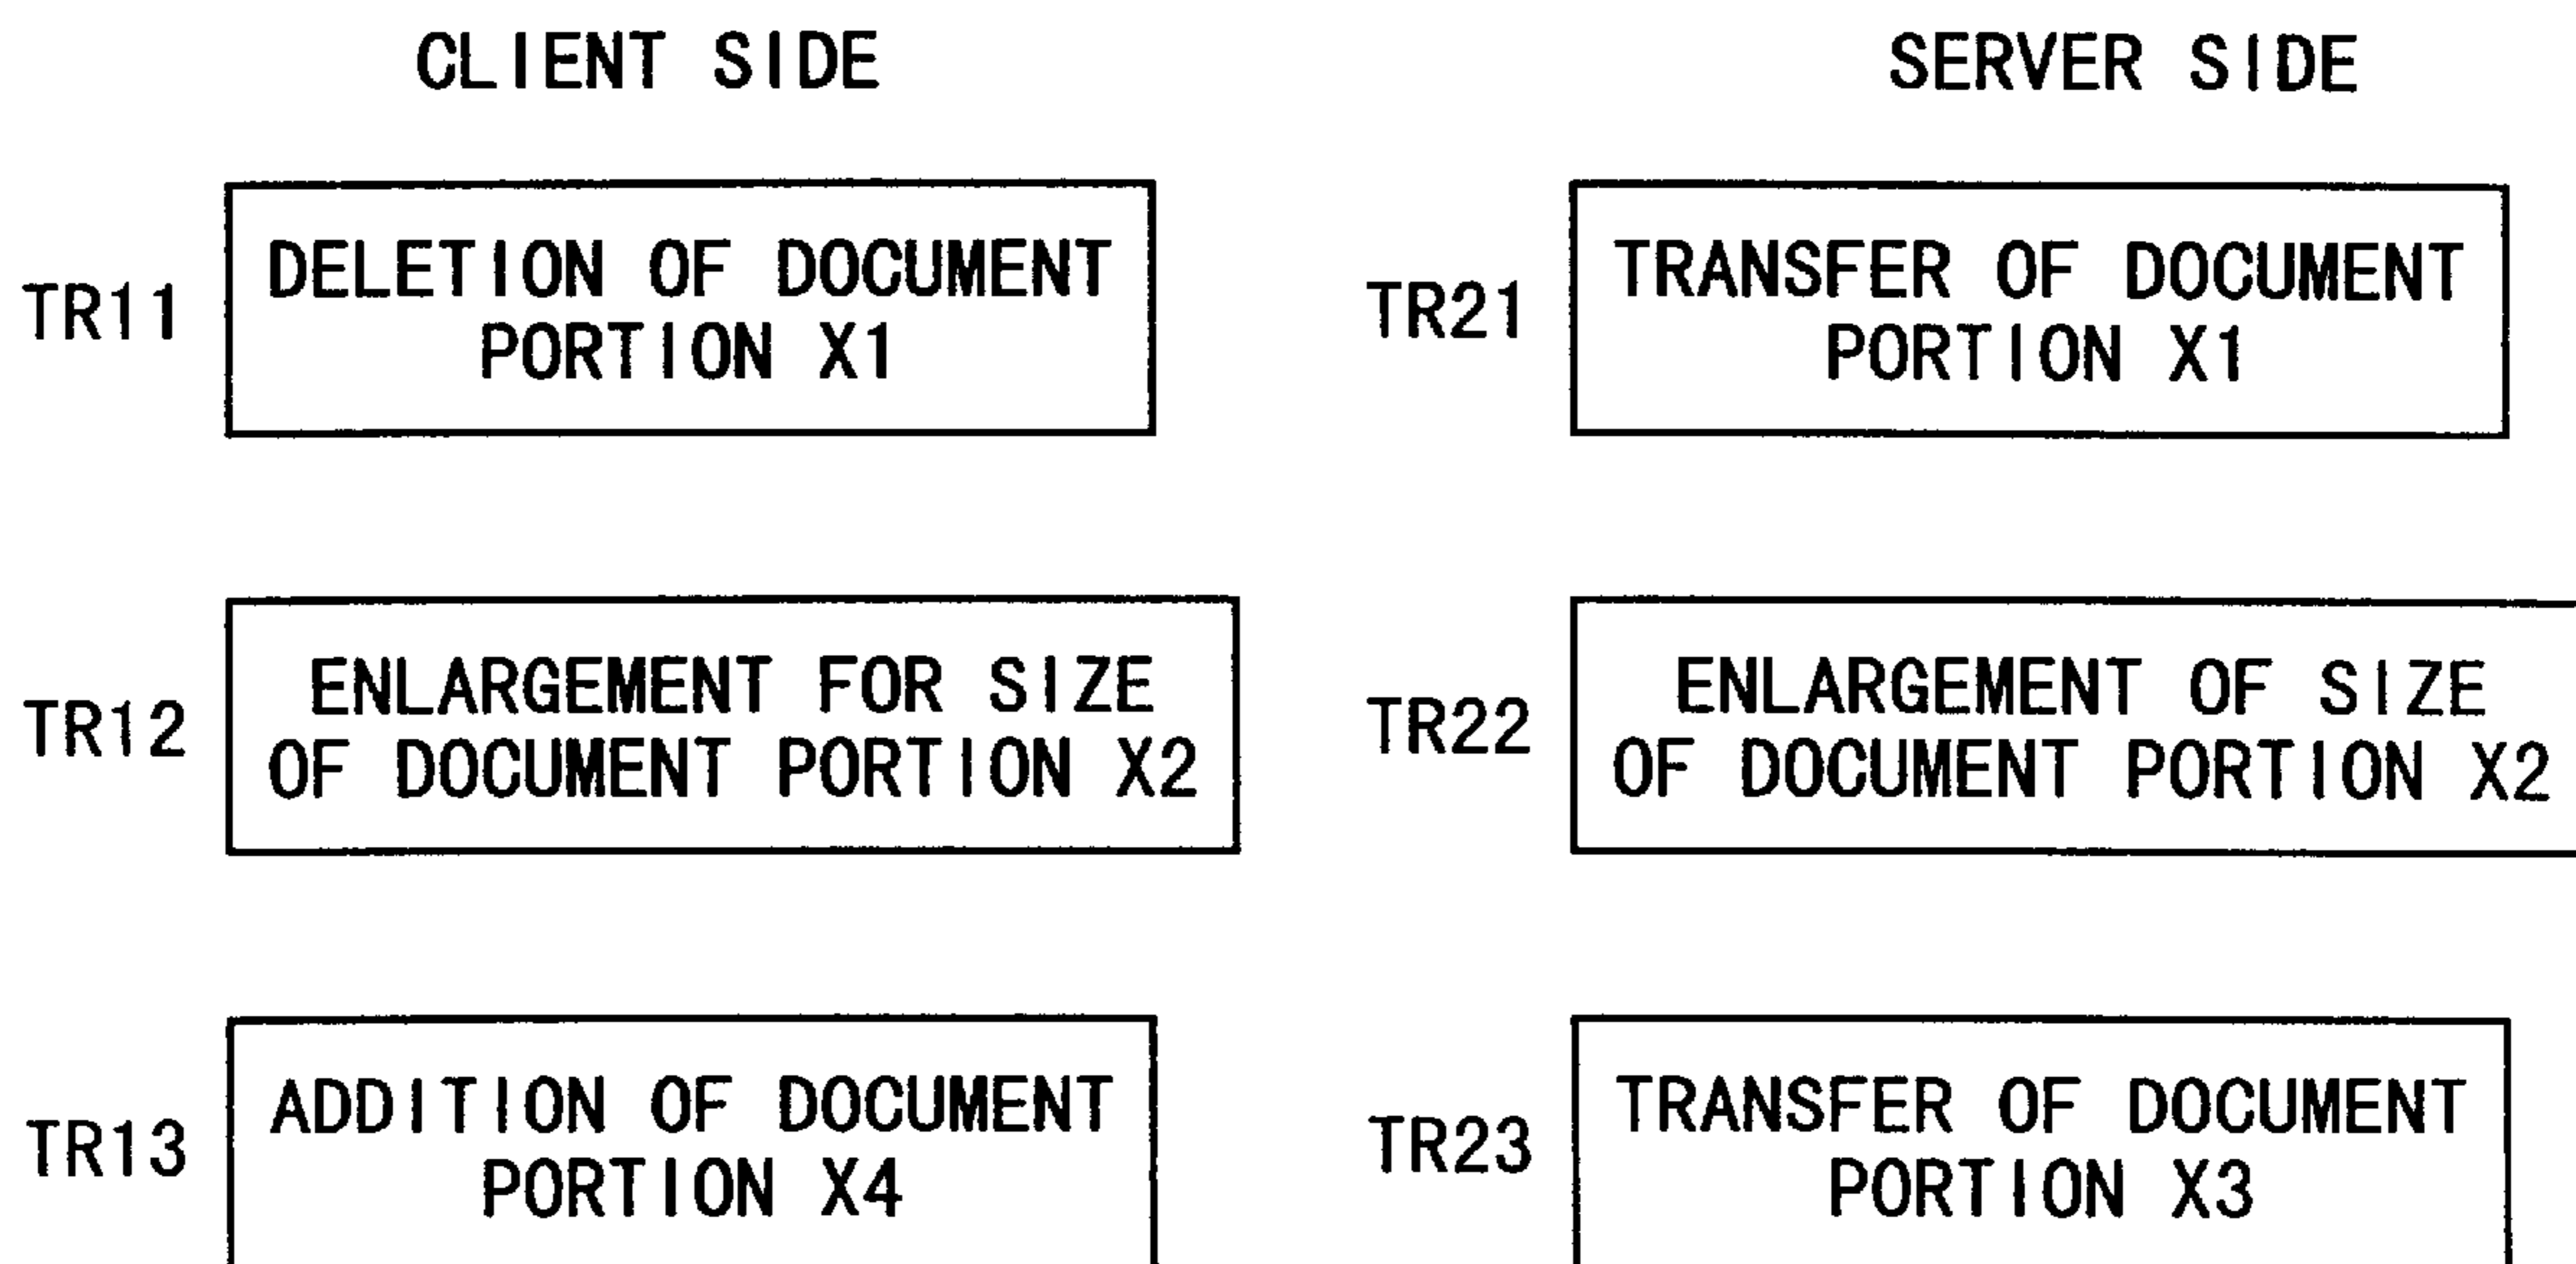 CLIENT SIDE
SERVER SIDE
TR11
DELETION OF DOCUMENT
PORTION X1
TR21
TRANSFER OF DOCUMENT
PORTION X1
TR12
ENLARGEMENT FOR SIZE
OF DOCUMENT PORTION X2
TR22
ENLARGEMENT OF SIZE
OF DOCUMENT PORTION X2
TR13
ADDITION OF DOCUMENT
PORTION X4
TR23
TRANSFER OF DOCUMENT
PORTION X3